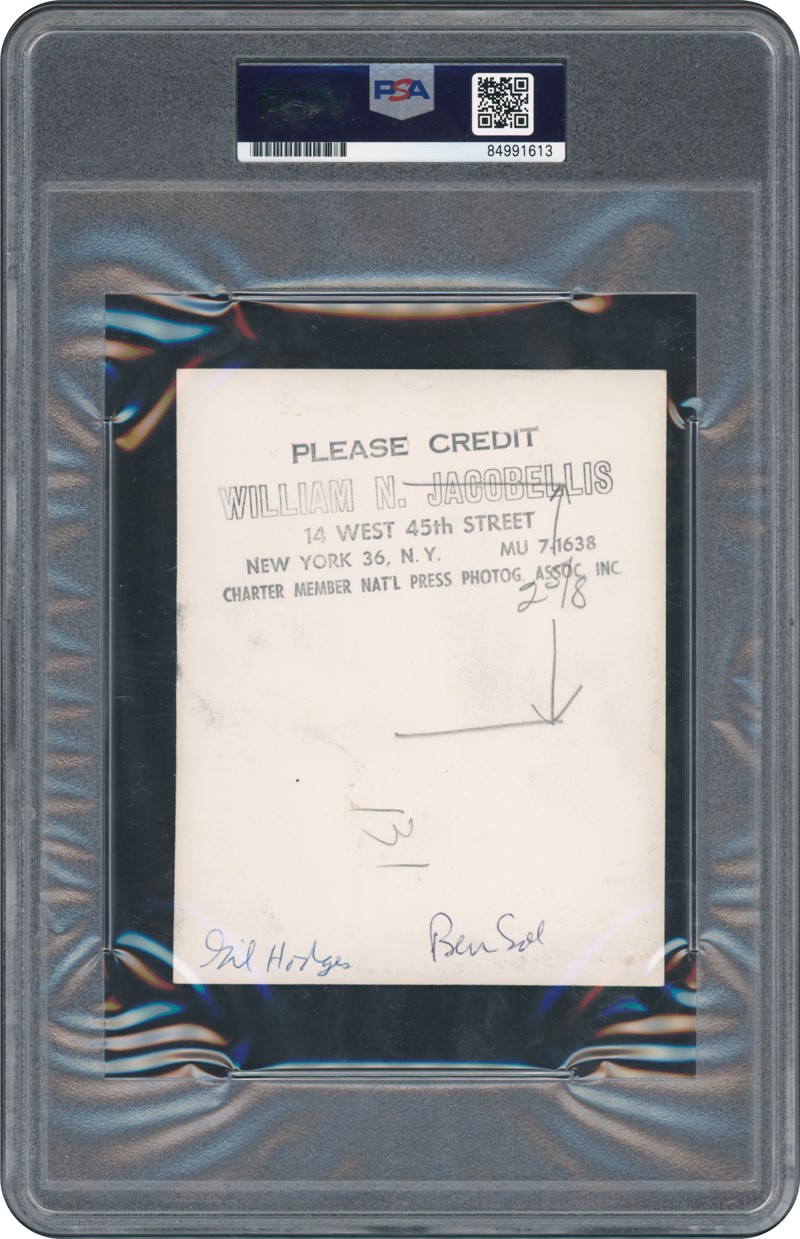 PSA
84991613
PLEASE CREDIT
WILLIAM N. JACOBELLIS
14 WEST 45th STREET
NEW YORK 36, N.Y. MU 7-1638
CHARTER MEMBER NAT'L PRESS PHOTOG. ASSOC. INC.
2 5/8
131
Gil Hodges Ben